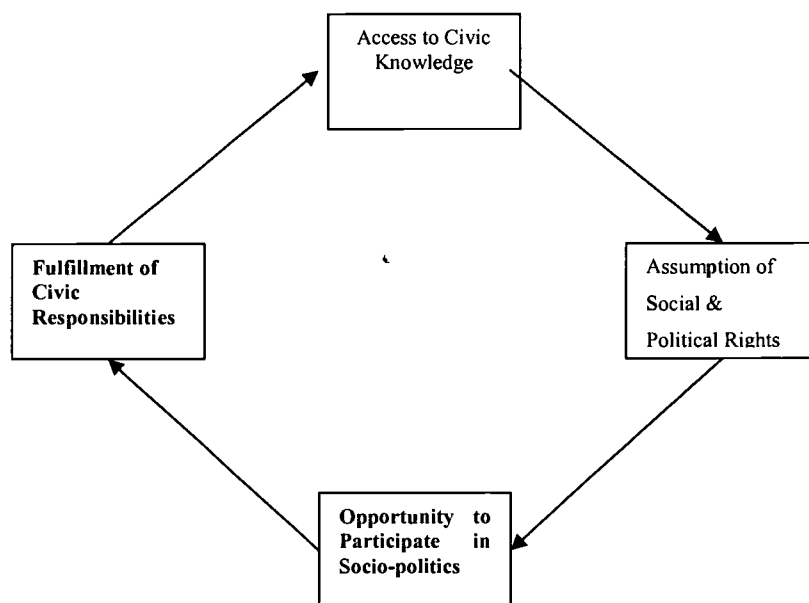 Access to Civic
Knowledge
Assumption of
Social &
Political Rights
Opportunity to
Participate in
Socio-politics
Fulfillment of
Civic
Responsibilities